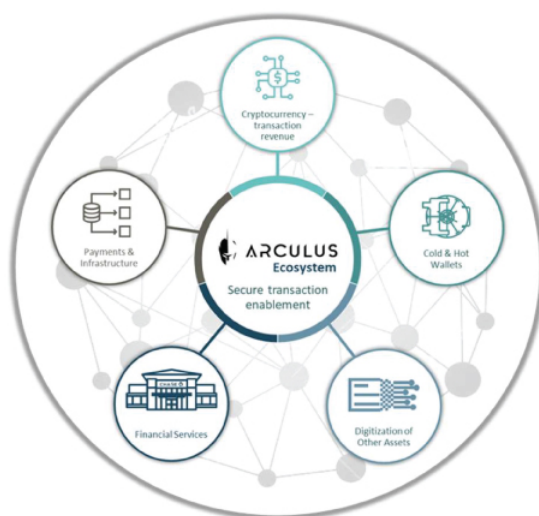 Cryptocurrency –
transaction
revenue
Payments &
Infrastructure
ARCULUS
Ecosystem
Secure transaction
enablement
Cold & Hot
Wallets
CHASE
Financial Services
Digitization of
Other Assets